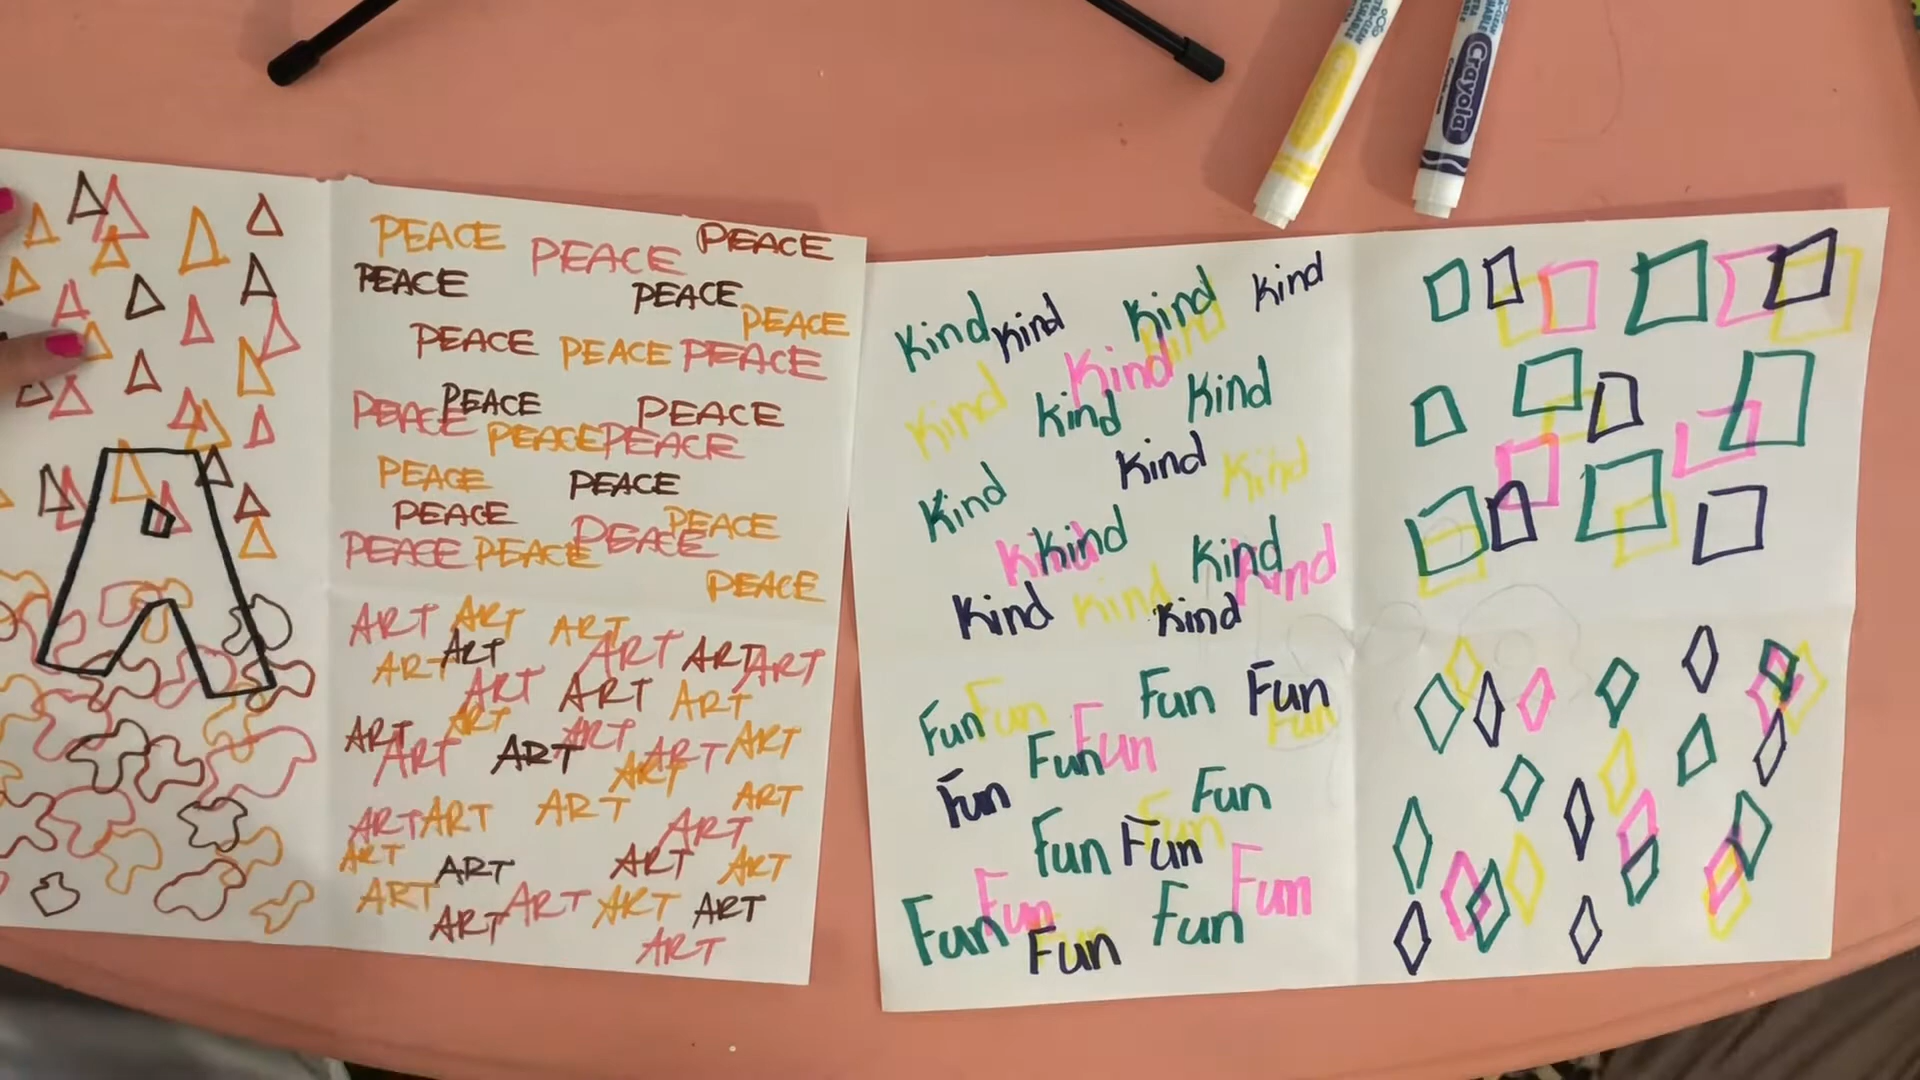 PEACE PEACE PEACE
PEACE PEACE PEACE
PEACE PEACE PEACE
PEACE PEACE PEACE
PEACE PEACE
PEACE PEACE
PEACE PEACE PEACE
PEACE PEACE PEACE
PEACE
ART ART ART
ART ART ART ART ART
ART ART ART
ART ART ART
ART ART ART ART
ART
ART ART ART ART
ART
ART ART ART ART
ART ART ART ART
ART
ART
Kind Kind Kind Kind
Kind
Kind Kind
Kind Kind
Kind Kind
Kind
Kind Kind Kind Kind
Kind Kind Kind
Fun Fun Fun Fun
Fun
Fun Fun
Fun Fun
Fun Fun Fun
Fun Fun
Fun Fun Fun
Fun
A
Crayola
Crayola